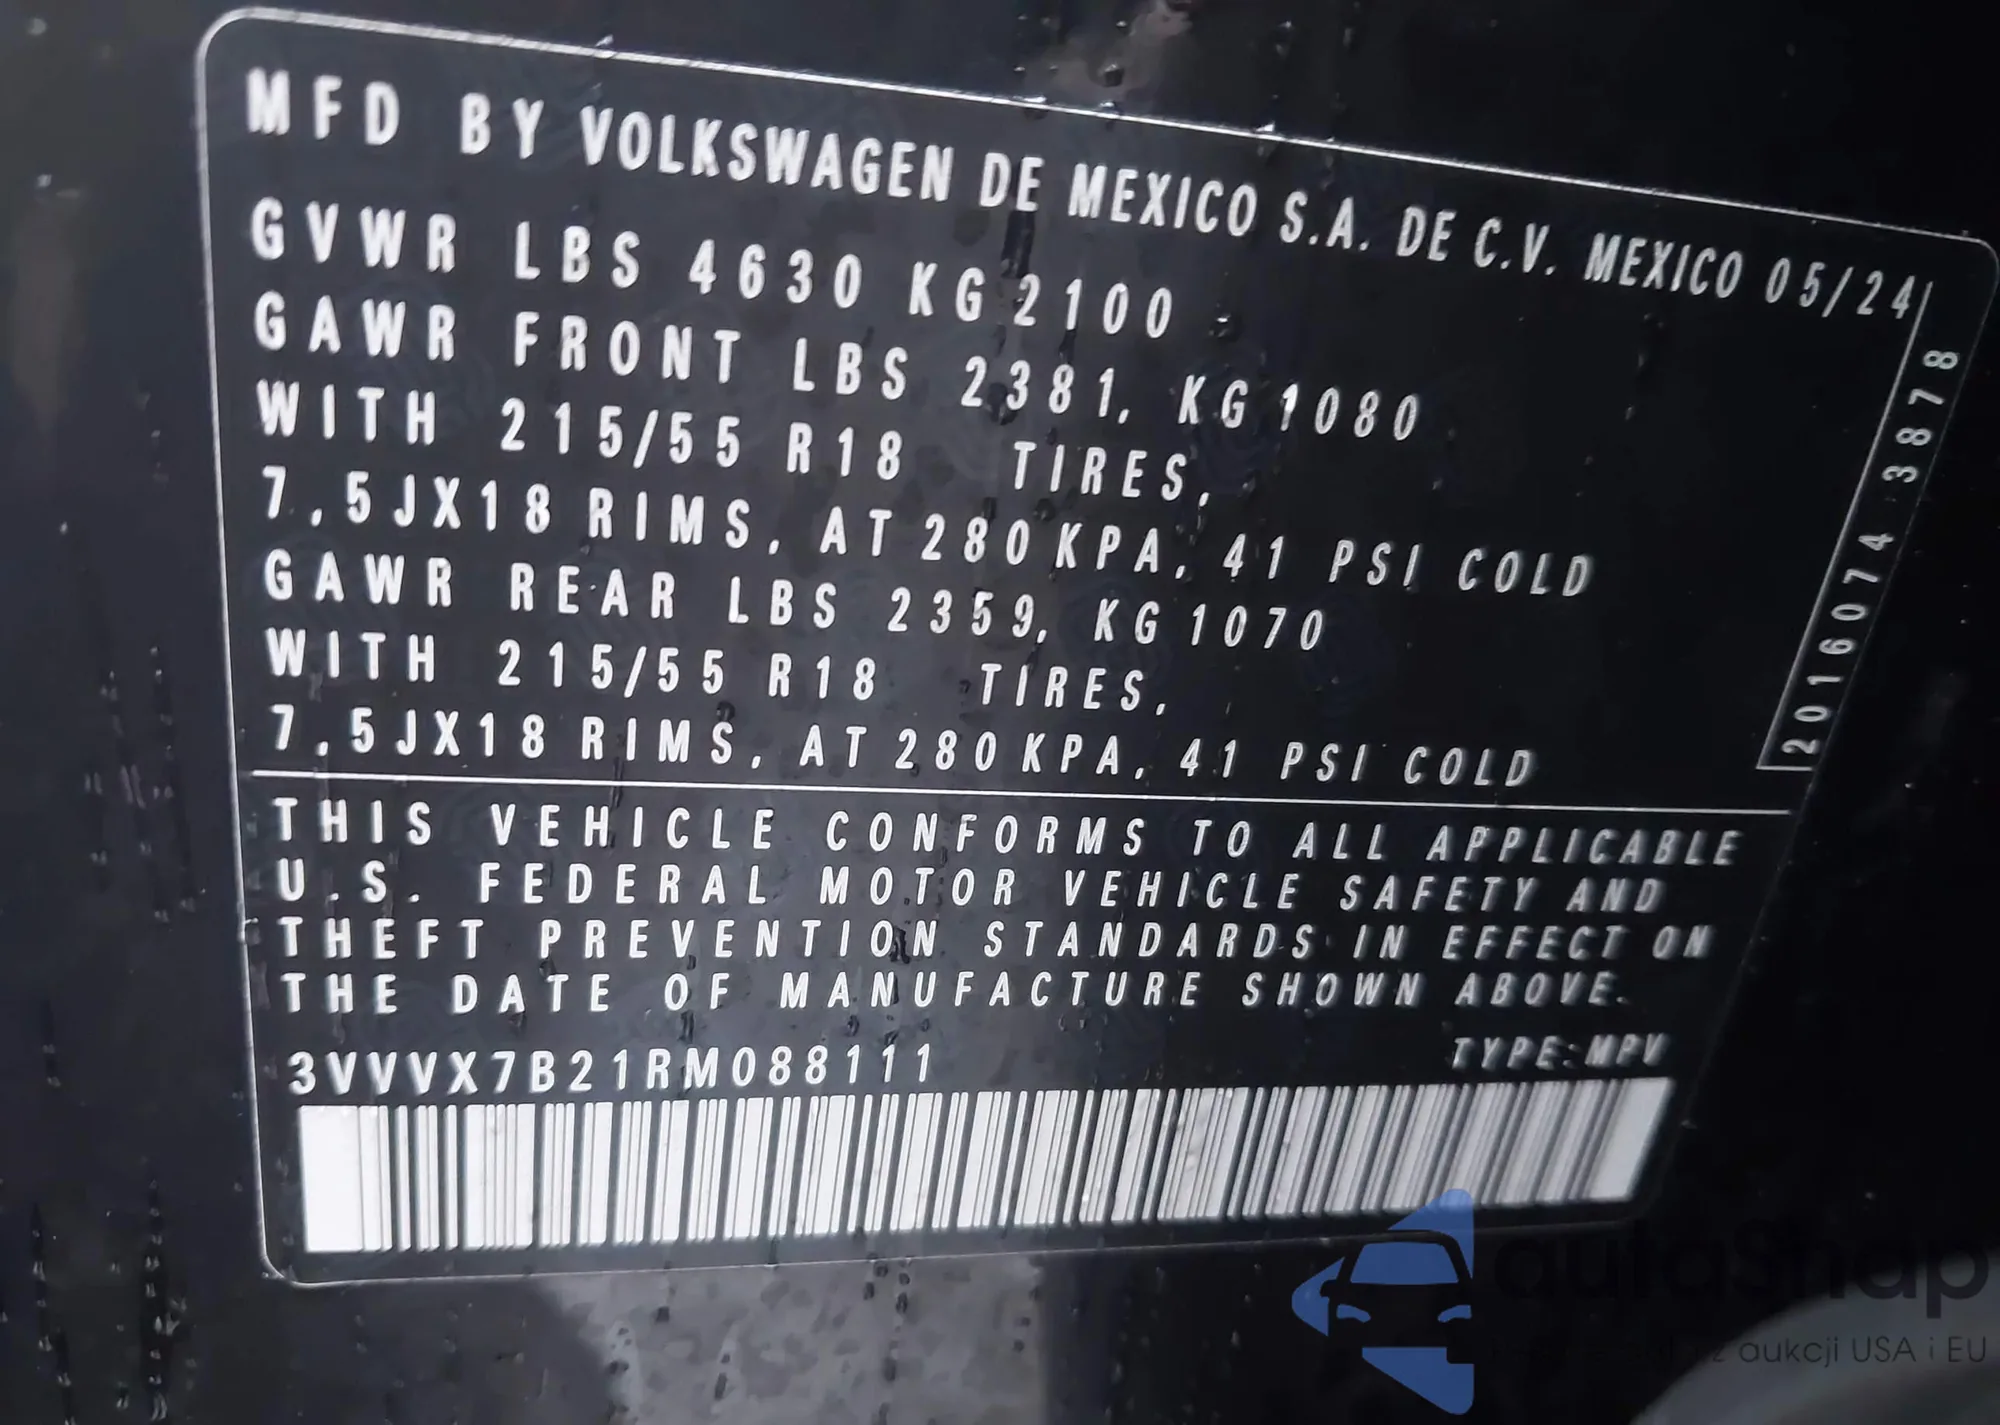 MFD BY VOLKSWAGEN DE MEXICO S.A. DE C.V. MEXICO 05/24
GVWR LBS 4630 KG 2100
GAWR FRONT LBS 2381, KG 1080
WITH 215/55 R18 TIRES,
7,5JX18 RIMS, AT 280 KPA, 41 PSI COLD
GAWR REAR LBS 2359, KG 1070
WITH 215/55 R18 TIRES,
7,5JX18 RIMS, AT 280 KPA, 41 PSI COLD
2016074 3878
THIS VEHICLE CONFORMS TO ALL APPLICABLE
U.S. FEDERAL MOTOR VEHICLE SAFETY AND
THEFT PREVENTION STANDARDS IN EFFECT ON
THE DATE OF MANUFACTURE SHOWN ABOVE.
3VVVX7B21RM088111 TYPE:MPV
autoSnap
z aukcji USA i EU